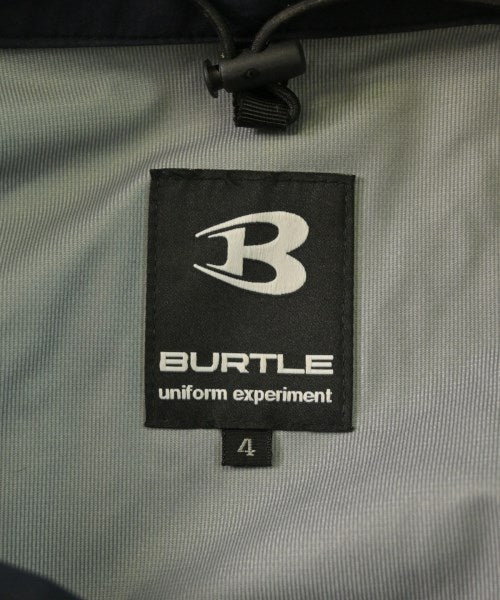 B
BURTLE
uniform experiment
4